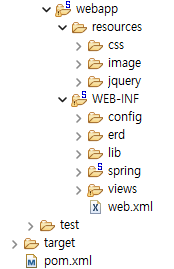 webapp
resources
css
image
jquery
WEB-INF
config
erd
lib
spring
views
web.xml
test
target
pom.xml